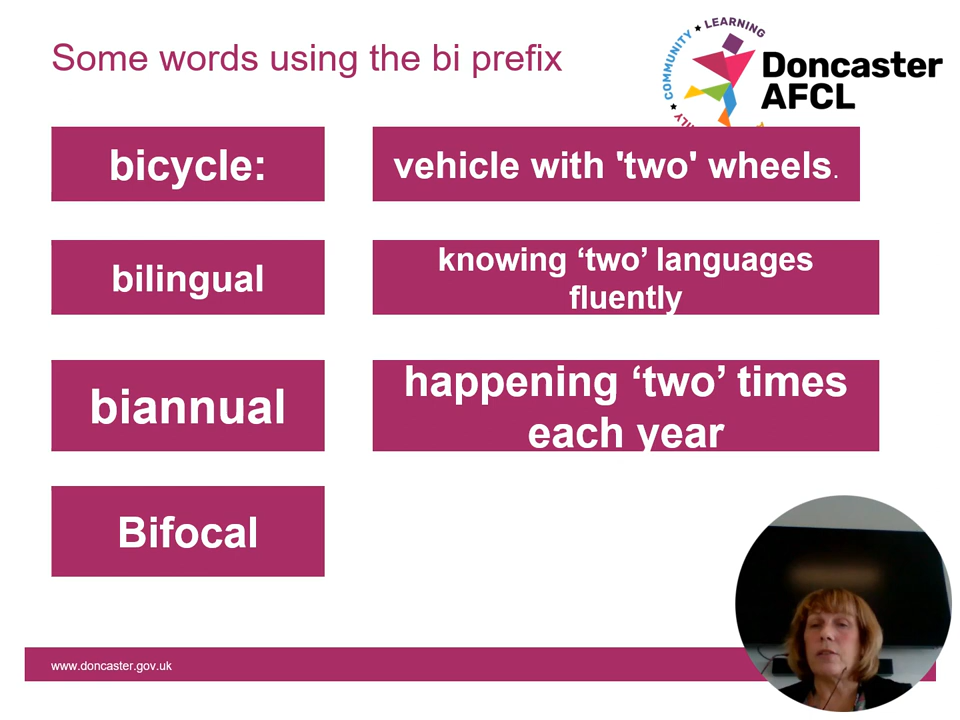 Some words using the bi prefix
COMMUNITY ★ LEARNING
Doncaster
AFCL
bicycle:
vehicle with 'two' wheels.
bilingual
knowing ‘two’ languages
fluently
biannual
happening ‘two’ times
each year
Bifocal
www.doncaster.gov.uk